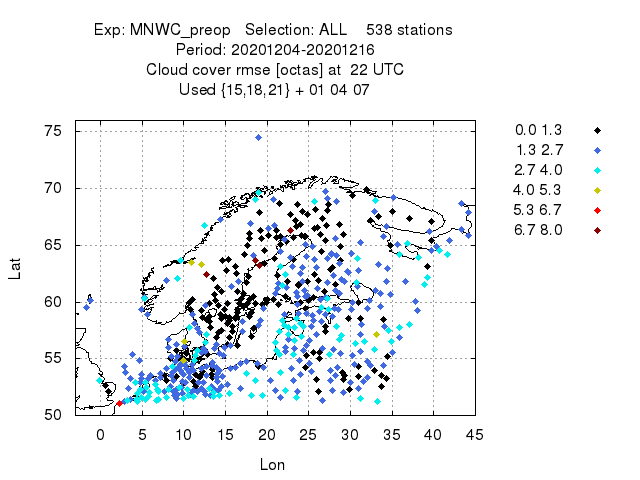 Exp: MNWC_preop   Selection: ALL    538 stations
Period: 20201204-20201216
Cloud cover rmse [octas] at  22 UTC
Used {15,18,21} + 01 04 07
75
70
65
60
55
50
Lat
0 5 10 15 20 25 30 35 40 45
Lon
0.0 1.3
1.3 2.7
2.7 4.0
4.0 5.3
5.3 6.7
6.7 8.0